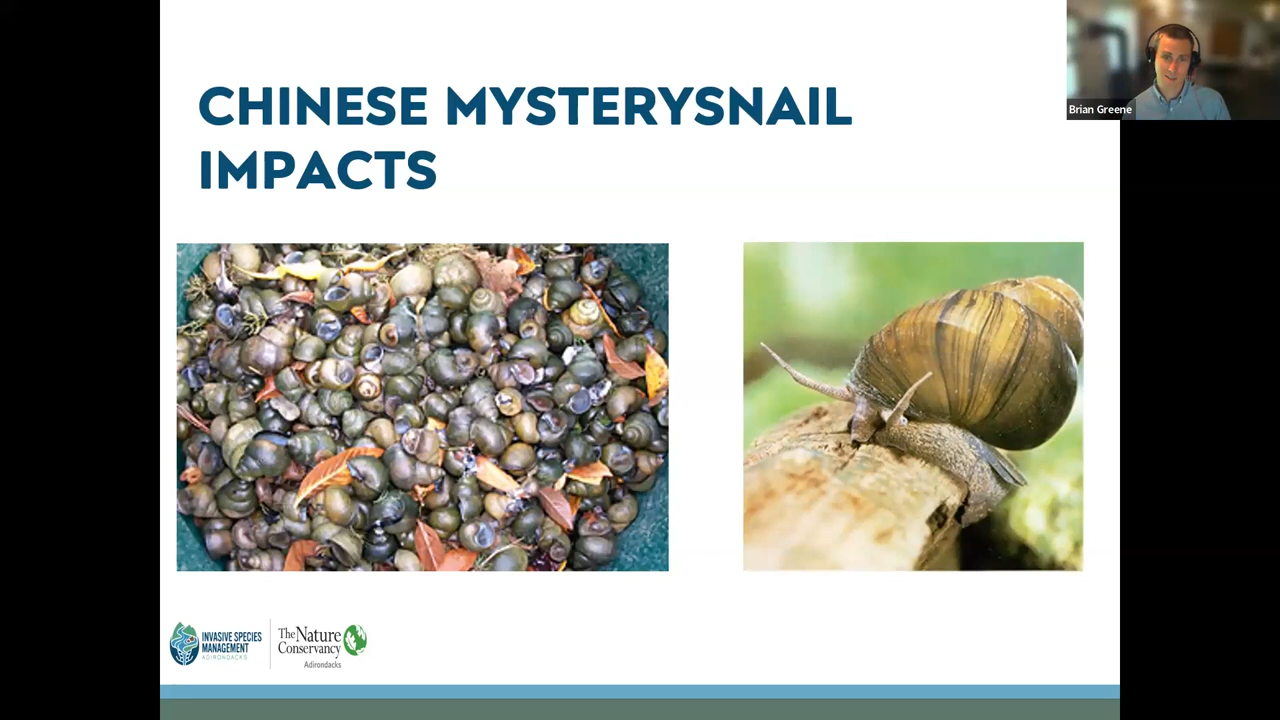 Brian Greene
CHINESE MYSTERYSNAIL
IMPACTS
INVASIVE SPECIES
MANAGEMENT
ADIRONDACKS
The Nature
Conservancy
Adirondacks